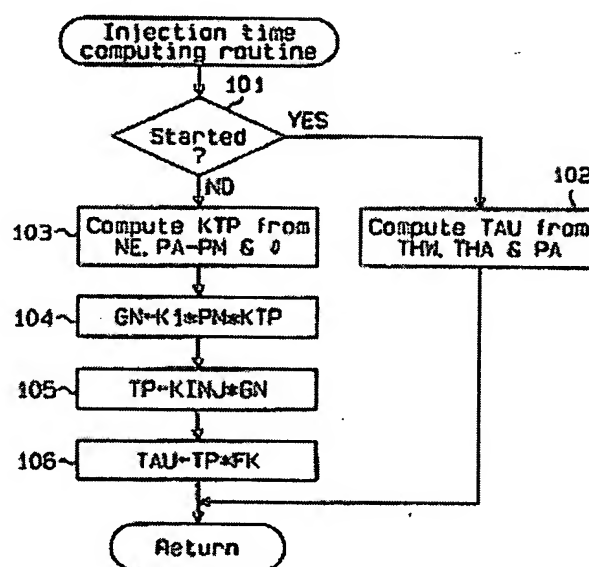 Injection time
computing routine
101
Started
?
YES
NO
102
103
Compute KTP from
NE, PA-PM &
Compute TAU from
THW, THA & PA
104
GN←K1*PM*KTP
105
TP←KINJ*GN
106
TAU←TP*FK
Return